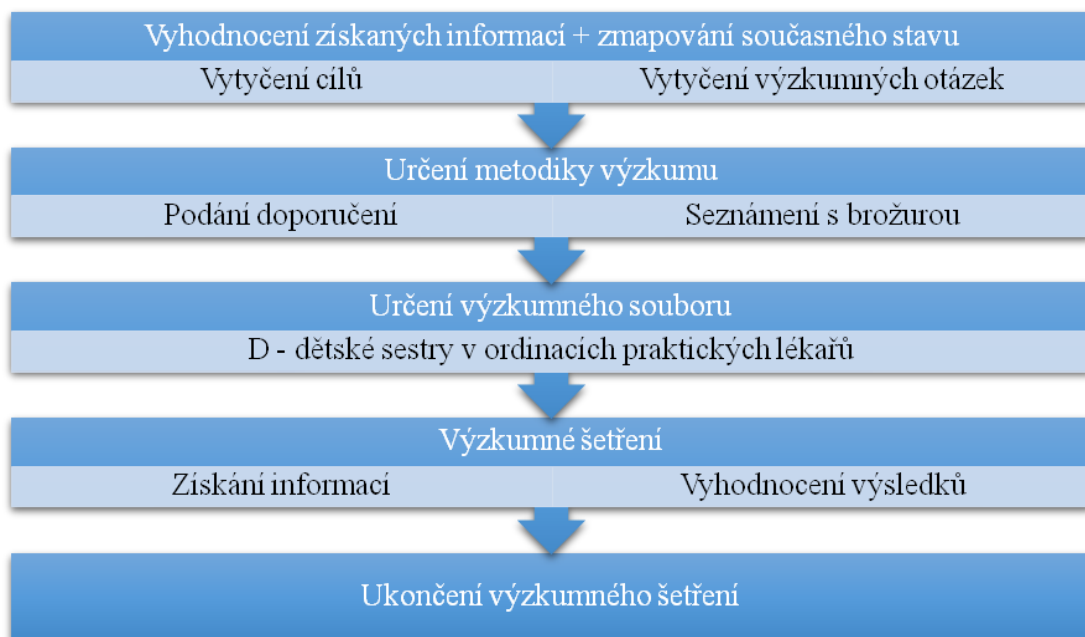 Vyhodnocení získaných informací + zmapování současného stavu
Vytyčení cílů
Vytyčení výzkumných otázek
Určení metodiky výzkumu
Podání doporučení
Seznámení s brožurou
Určení výzkumného souboru
D - dětské sestry v ordinacích praktických lékařů
Výzkumné šetření
Získání informací
Vyhodnocení výsledků
Ukončení výzkumného šetření